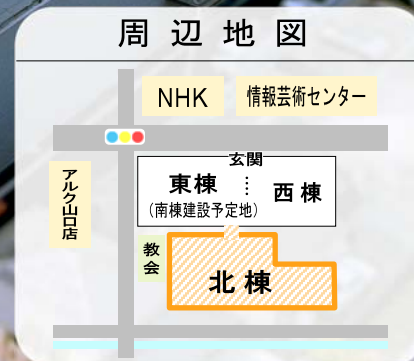 周辺地図
NHK
情報芸術センター
玄関
東棟
西棟
(南棟建設予定地)
アルク山口店
教会
北棟